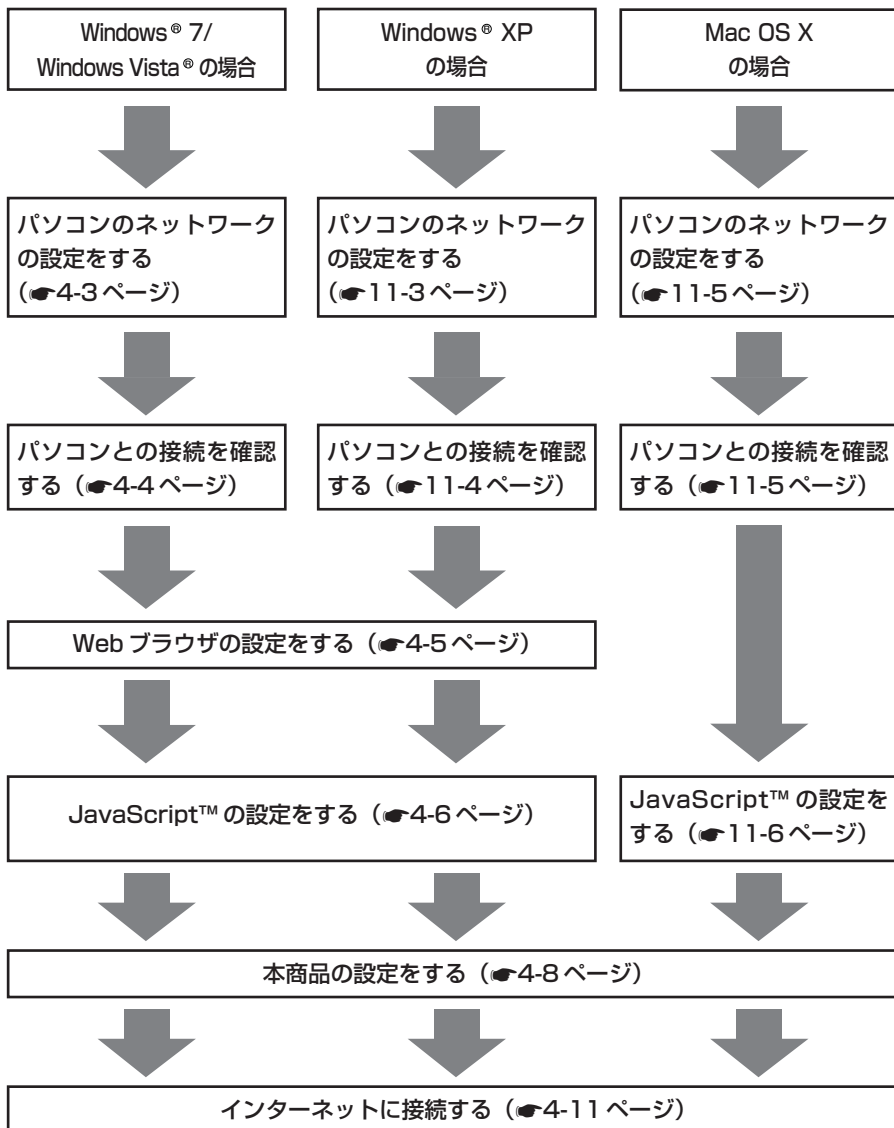 Windows® 7/
Windows Vista® の場合
Windows® XP
の場合
Mac OS X
の場合
パソコンのネットワーク
の設定をする
（☛4-3 ページ）
パソコンのネットワーク
の設定をする
（☛11-3 ページ）
パソコンのネットワーク
の設定をする
（☛11-5 ページ）
パソコンとの接続を確認
する（☛4-4 ページ）
パソコンとの接続を確認
する（☛11-4 ページ）
パソコンとの接続を確認
する（☛11-5 ページ）
Web ブラウザの設定をする（☛4-5 ページ）
JavaScript™ の設定をする（☛4-6 ページ）
JavaScript™ の設定を
する（☛11-6 ページ）
本商品の設定をする（☛4-8 ページ）
インターネットに接続する（☛4-11 ページ）